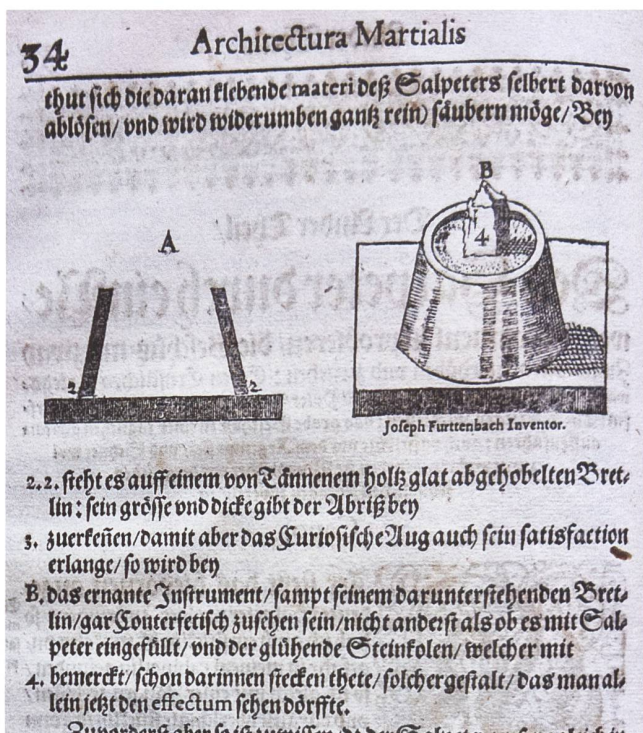 34 Architectura Martialis
thut sich die daran klebende materi deß Salpeters selbert darvon
ablösen/ vnd wird widerumben gantz rein) säubern möge/ Bey
A
B
4
2
2
Joseph Furttenbach Inventor.
2.2. steht es auff einem von Tännenem holtz glat abgehobelten Bret-
lin: sein grösse vnd dicke gibt der Abriß bey
3. zuerkeñen/ damit aber das Curiosische Aug auch sein satisfaction
erlange/ so wird bey
B. das ernante Instrument/ sampt seinem darunterstehenden Bret-
lin/ gar Conterfetisch zusehen sein/ nicht anderst als ob es mit Sal-
peter eingefüllt/ vnd der glühende Steinkolen/ welcher mit
4. bemerckt/ schon darinnen stecken thete/ solcher gestalt/ das man al-
lein jetzt den effectum sehen dörffte.